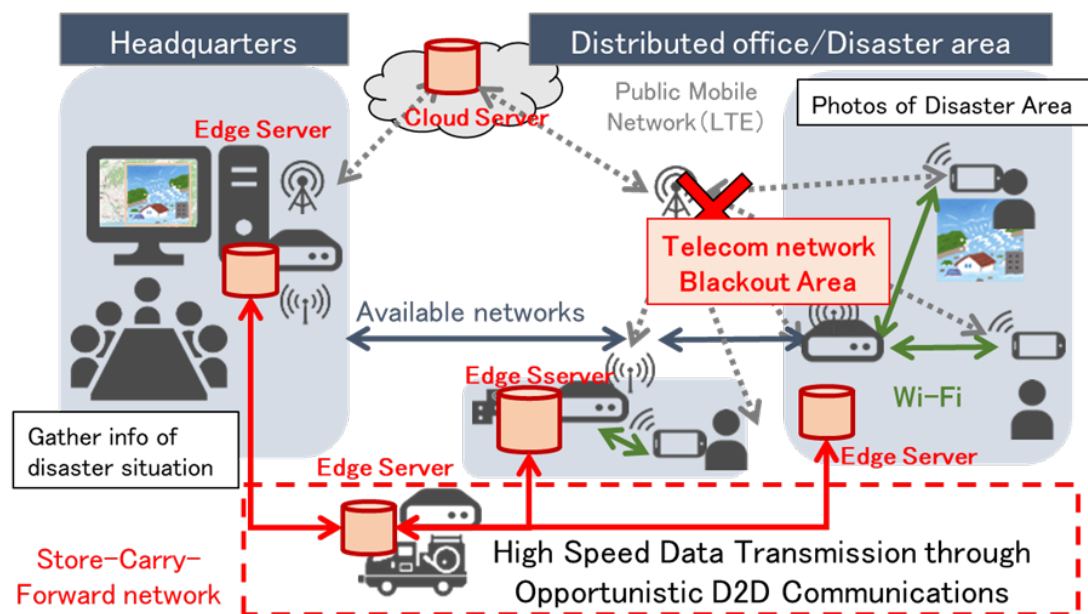 Headquarters
Distributed office/Disaster area
Cloud Server
Public Mobile
Network(LTE)
Photos of Disaster Area
Edge Server
Telecom network
Blackout Area
Available networks
Edge Sserver
Wi-Fi
Gather info of
disaster situation
Edge Server
Edge Server
Store-Carry-
Forward network
High Speed Data Transmission through
Opportunistic D2D Communications